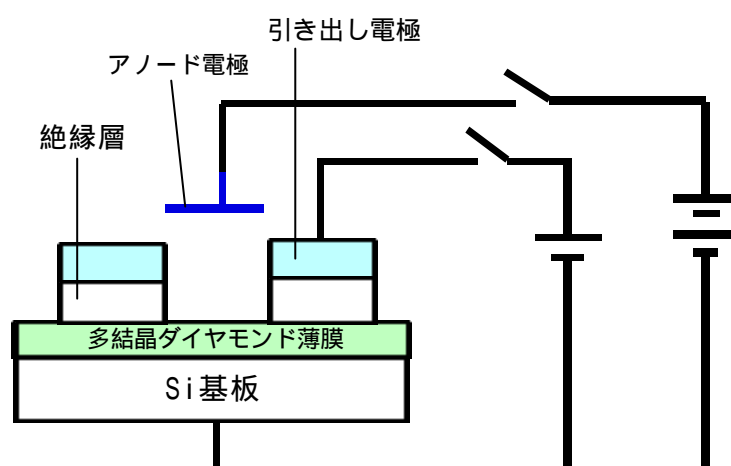 引き出し電極
アノード電極
絶縁層
多結晶ダイヤモンド薄膜
Si基板